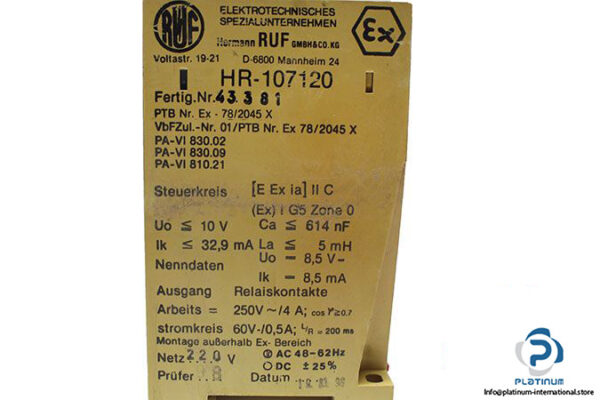 RUF
ELEKTROTECHNISCHES
SPEZIALUNTERNEHMEN
Hermann RUF GMBH&CO.KG
Ex
Voltastr. 19-21 D-6800 Mannheim 24
HR-107120
Fertig.Nr. 43 381
PTB Nr. Ex - 78/2045 X
VbFZul.-Nr. 01/PTB Nr. Ex 78/2045 X
PA-VI 830.02
PA-VI 830.09
PA-VI 810.21
Steuerkreis [E Ex ia] II C
(Ex) i G5 Zone 0
Uo ≤ 10 V Ca ≤ 614 nF
Ik ≤ 32,9 mA La ≤ 5 mH
Nenndaten Uo = 8,5 V-
Ik = 8,5 mA
Ausgang Relaiskontakte
Arbeits = 250V ~/4 A; cos φ≥0.7
stromkreis 60V-/0,5A; L/R = 200 ms
Montage außerhalb Ex- Bereich
Netz 220 V AC 48-62Hz
DC ± 25%
Prüfer Datum
PLATINUM
INTERNATIONAL
Info@platinum-international.store